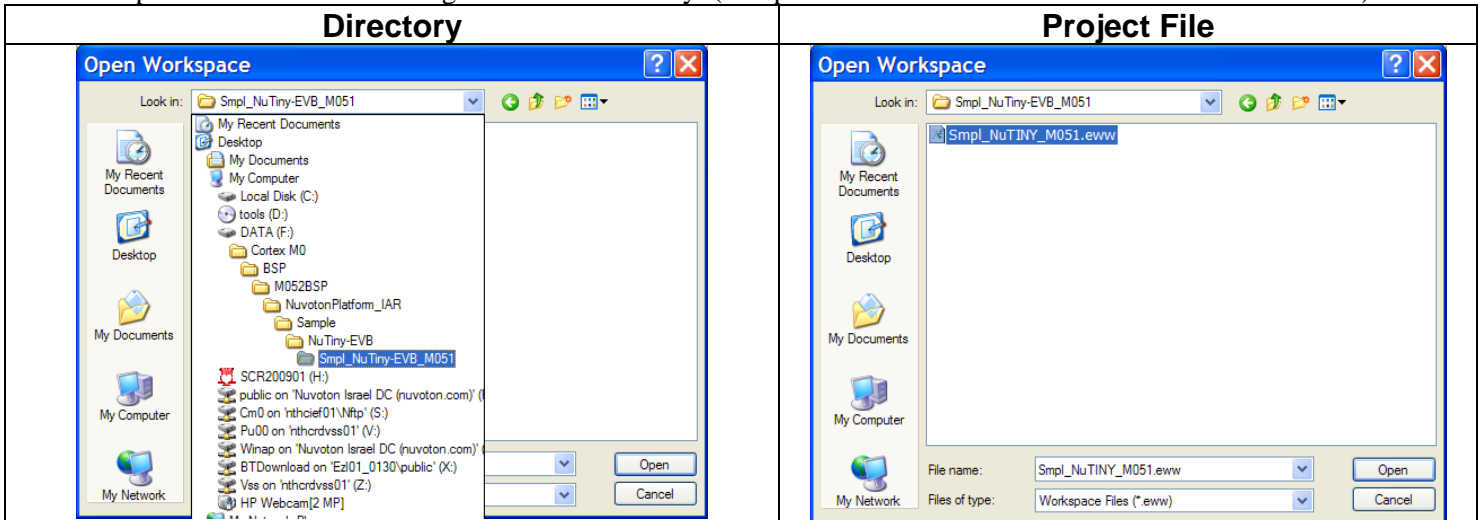 Directory
Project File
Open Workspace
Look in: Smpl_NuTiny-EVB_M051
My Recent Documents
Desktop
My Documents
My Computer
Local Disk (C:)
tools (D:)
DATA (F:)
Cortex M0
BSP
M052BSP
NuvotonPlatform_IAR
Sample
NuTiny-EVB
Smpl_NuTiny-EVB_M051
SCR200901 (H:)
public on 'Nuvoton Israel DC (nuvoton.com)' (
Cm0 on 'nthcief01\Nftp' (S:)
Pu00 on 'nthcrdvss01' (V:)
Winap on 'Nuvoton Israel DC (nuvoton.com)' (
BTDownload on 'Ezl01_0130\public' (X:)
Vss on 'nthcrdvss01' (Z:)
HP Webcam[2 MP]
My Recent
Documents
Desktop
My Documents
My Computer
My Network
Open
Cancel
Open Workspace
Look in: Smpl_NuTiny-EVB_M051
Smpl_NuTINY_M051.eww
My Recent
Documents
Desktop
My Documents
My Computer
My Network
File name: Smpl_NuTINY_M051.eww Open
Files of type: Workspace Files (*.eww) Cancel